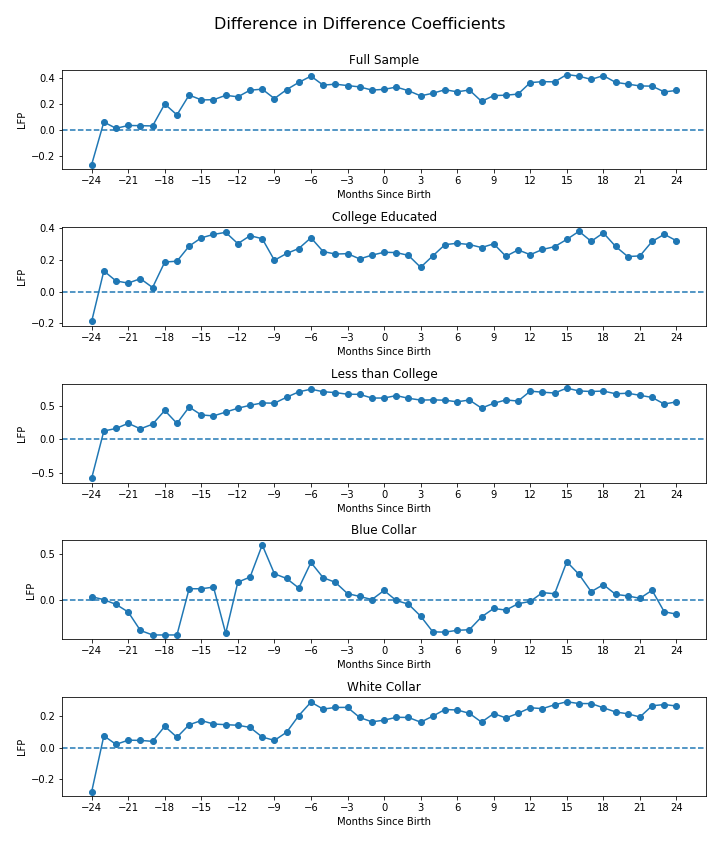 Difference in Difference Coefficients
Full Sample
0.4
0.2
0.0
−0.2
LFP
−24 −21 −18 −15 −12 −9 −6 −3 0 3 6 9 12 15 18 21 24
Months Since Birth
College Educated
0.4
0.2
0.0
−0.2
LFP
−24 −21 −18 −15 −12 −9 −6 −3 0 3 6 9 12 15 18 21 24
Months Since Birth
Less than College
0.5
0.0
−0.5
LFP
−24 −21 −18 −15 −12 −9 −6 −3 0 3 6 9 12 15 18 21 24
Months Since Birth
Blue Collar
0.5
0.0
LFP
−24 −21 −18 −15 −12 −9 −6 −3 0 3 6 9 12 15 18 21 24
Months Since Birth
White Collar
0.2
0.0
−0.2
LFP
−24 −21 −18 −15 −12 −9 −6 −3 0 3 6 9 12 15 18 21 24
Months Since Birth